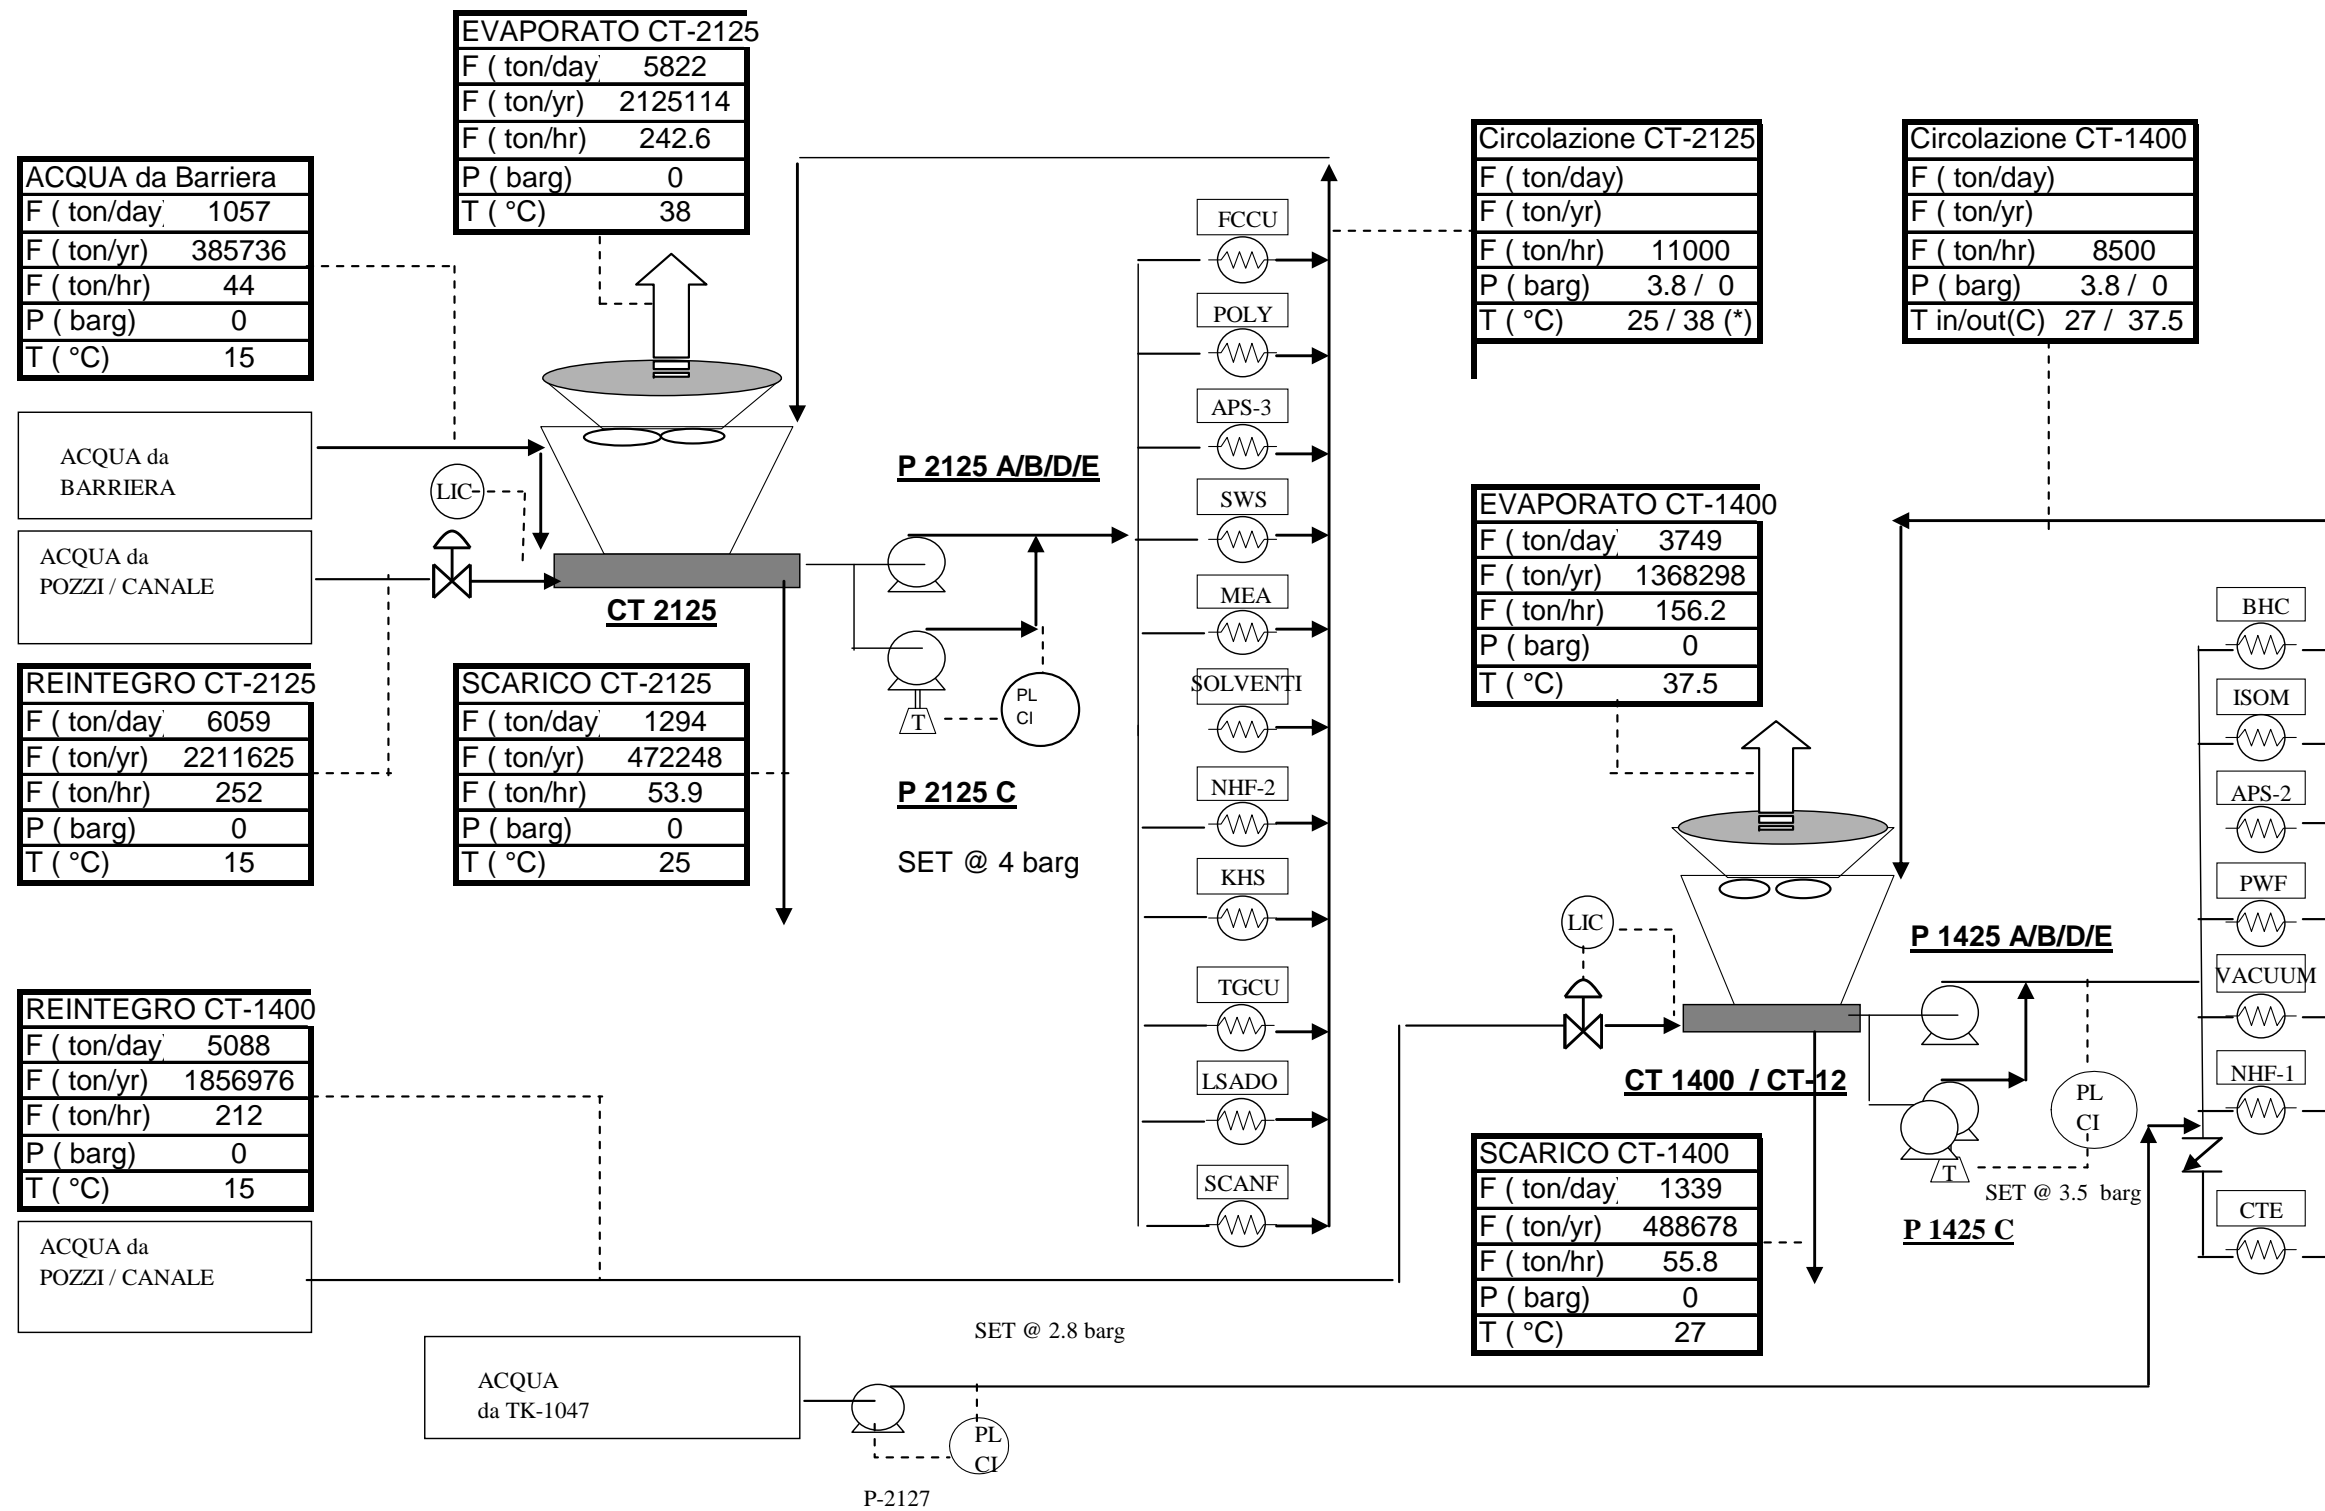 EVAPORATO CT-2125
F ( ton/day) 5822
F ( ton/yr) 2125114
F ( ton/hr) 242.6
P ( barg) 0
T ( °C) 38
ACQUA da Barriera
F ( ton/day) 1057
F ( ton/yr) 385736
F ( ton/hr) 44
P ( barg) 0
T ( °C) 15
Circolazione CT-2125
F ( ton/day)
F ( ton/yr)
F ( ton/hr) 11000
P ( barg) 3.8 / 0
T ( °C) 25 / 38 (*)
Circolazione CT-1400
F ( ton/day)
F ( ton/yr)
F ( ton/hr) 8500
P ( barg) 3.8 / 0
T in/out(C) 27 / 37.5
ACQUA da
BARRIERA
LIC
ACQUA da
POZZI / CANALE
CT 2125
P 2125 A/B/D/E
PL
CI
T
P 2125 C
SET @ 4 barg
REINTEGRO CT-2125
F ( ton/day) 6059
F ( ton/yr) 2211625
F ( ton/hr) 252
P ( barg) 0
T ( °C) 15
SCARICO CT-2125
F ( ton/day) 1294
F ( ton/yr) 472248
F ( ton/hr) 53.9
P ( barg) 0
T ( °C) 25
FCCU
POLY
APS-3
SWS
MEA
SOLVENTI
NHF-2
KHS
TGCU
LSADO
SCANF
EVAPORATO CT-1400
F ( ton/day) 3749
F ( ton/yr) 1368298
F ( ton/hr) 156.2
P ( barg) 0
T ( °C) 37.5
LIC
CT 1400 / CT-12
P 1425 A/B/D/E
PL
CI
T
SET @ 3.5 barg
P 1425 C
BHC
ISOM
APS-2
PWF
VACUUM
NHF-1
CTE
REINTEGRO CT-1400
F ( ton/day) 5088
F ( ton/yr) 1856976
F ( ton/hr) 212
P ( barg) 0
T ( °C) 15
ACQUA da
POZZI / CANALE
SCARICO CT-1400
F ( ton/day) 1339
F ( ton/yr) 488678
F ( ton/hr) 55.8
P ( barg) 0
T ( °C) 27
SET @ 2.8 barg
ACQUA
da TK-1047
PL
CI
P-2127